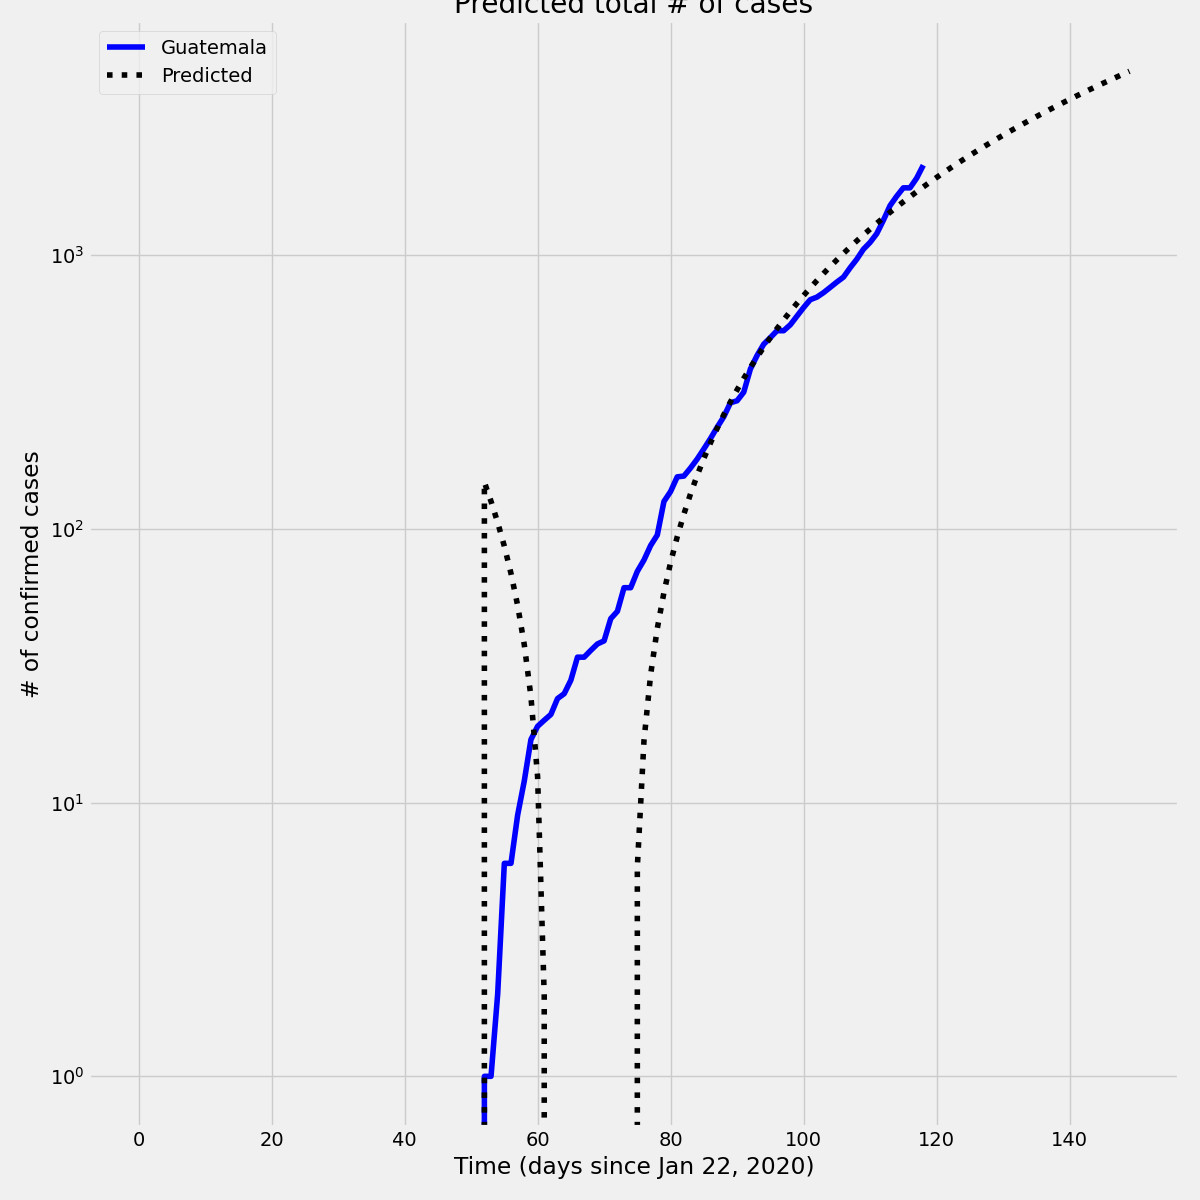 Predicted total # of cases
Guatemala
Predicted
# of confirmed cases
10³
10²
10¹
10⁰
0 20 40 60 80 100 120 140
Time (days since Jan 22, 2020)